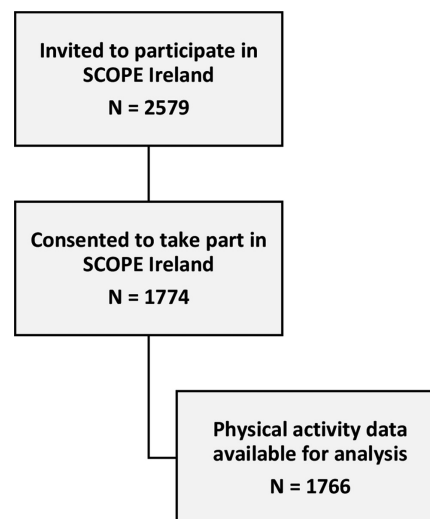 Invited to participate in
SCOPE Ireland
N = 2579
Consented to take part in
SCOPE Ireland
N = 1774
Physical activity data
available for analysis
N = 1766